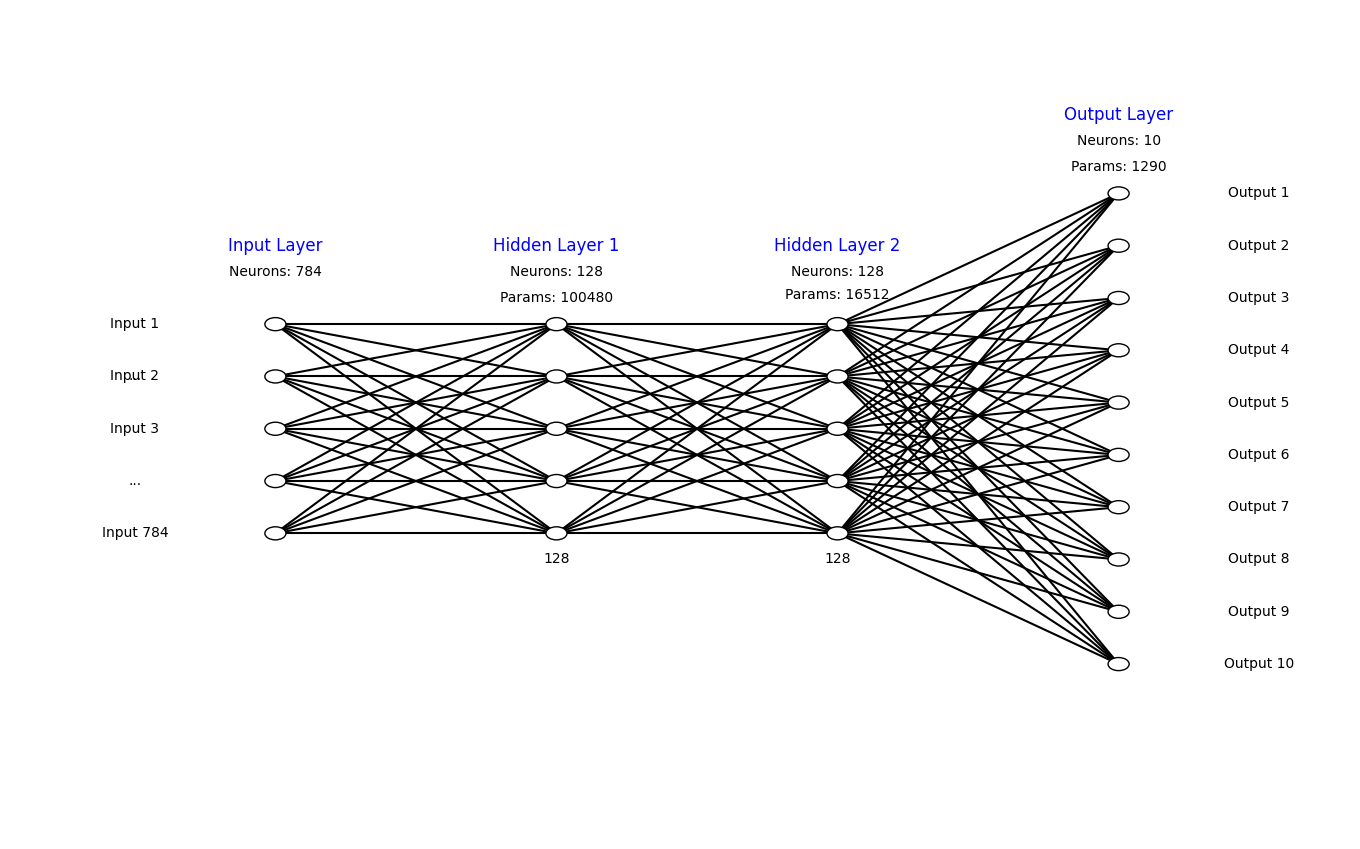 Output Layer
Neurons: 10
Params: 1290
Input Layer
Neurons: 784
Hidden Layer 1
Neurons: 128
Params: 100480
Hidden Layer 2
Neurons: 128
Params: 16512
Input 1
Input 2
Input 3
...
Input 784
128
128
Output 1
Output 2
Output 3
Output 4
Output 5
Output 6
Output 7
Output 8
Output 9
Output 10